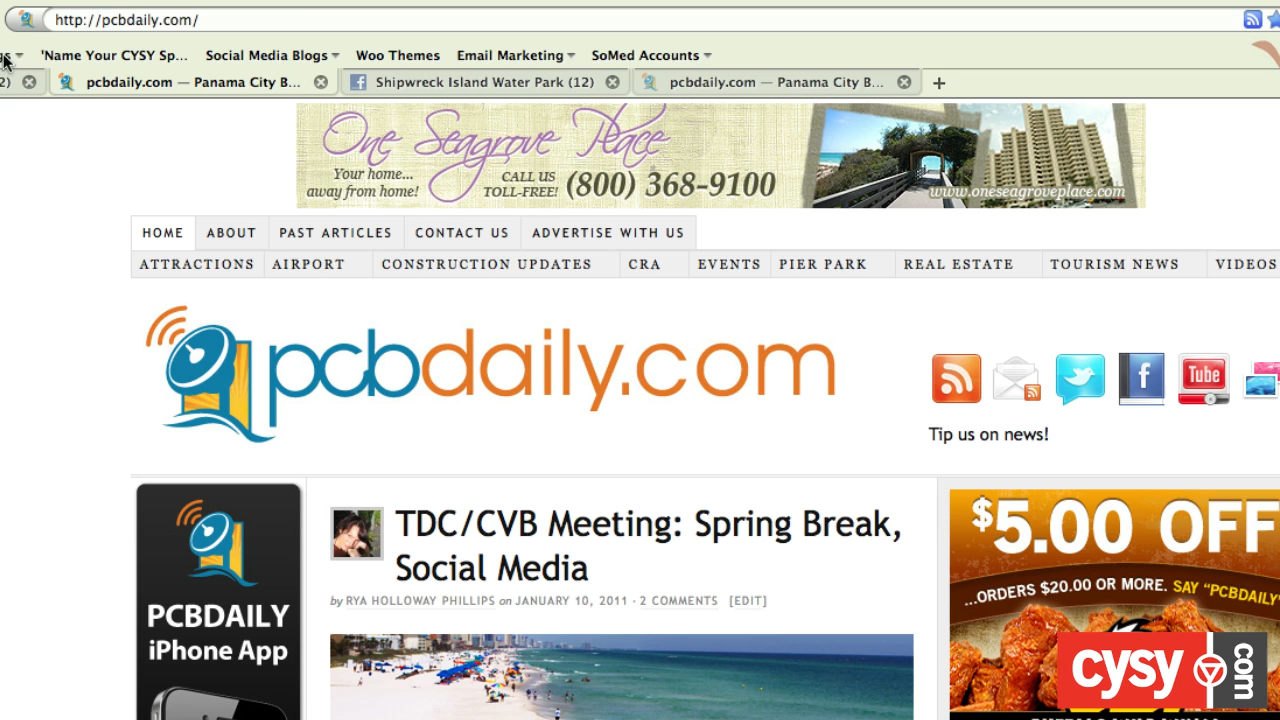 http://pcbdaily.com/
'Name Your CYSY Sp... Social Media Blogs Woo Themes Email Marketing SoMed Accounts
2) pcbdaily.com — Panama City B... Shipwreck Island Water Park (12) pcbdaily.com — Panama City B... +
One Seagrove Place
Your home...
away from home!
CALL US
TOLL-FREE! (800) 368-9100
www.oneseagroveplace.com
HOME ABOUT PAST ARTICLES CONTACT US ADVERTISE WITH US
ATTRACTIONS AIRPORT CONSTRUCTION UPDATES CRA EVENTS PIER PARK REAL ESTATE TOURISM NEWS VIDEOS
pcbdaily.com
f Tube
Tip us on news!
PCBDAILY
iPhone App
TDC/CVB Meeting: Spring Break,
Social Media
by RYA HOLLOWAY PHILLIPS on JANUARY 10, 2011 · 2 COMMENTS [EDIT]
$5.00 OFF
...ORDERS $20.00 OR MORE. SAY "PCBDAILY"
cysy com